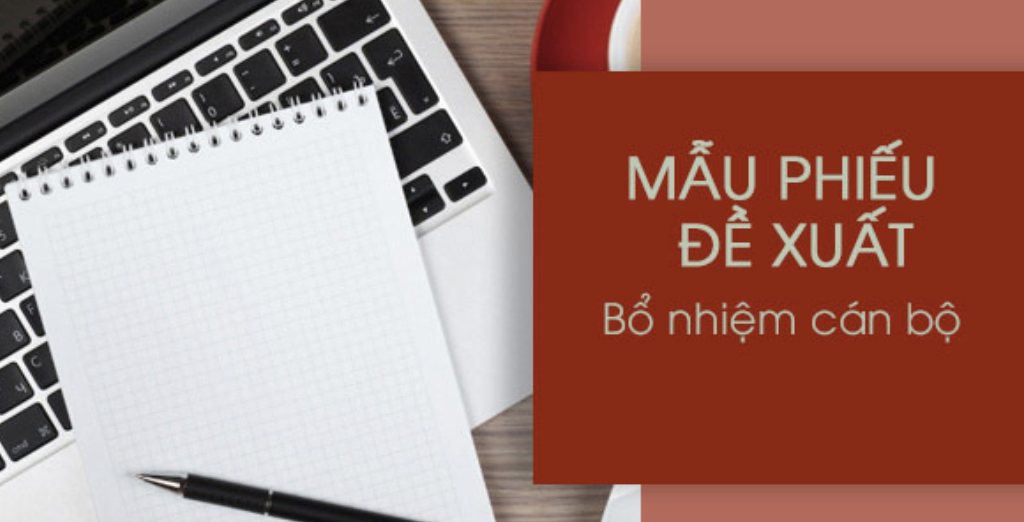 MẪU PHIẾU
ĐỀ XUẤT
Bổ nhiệm cán bộ